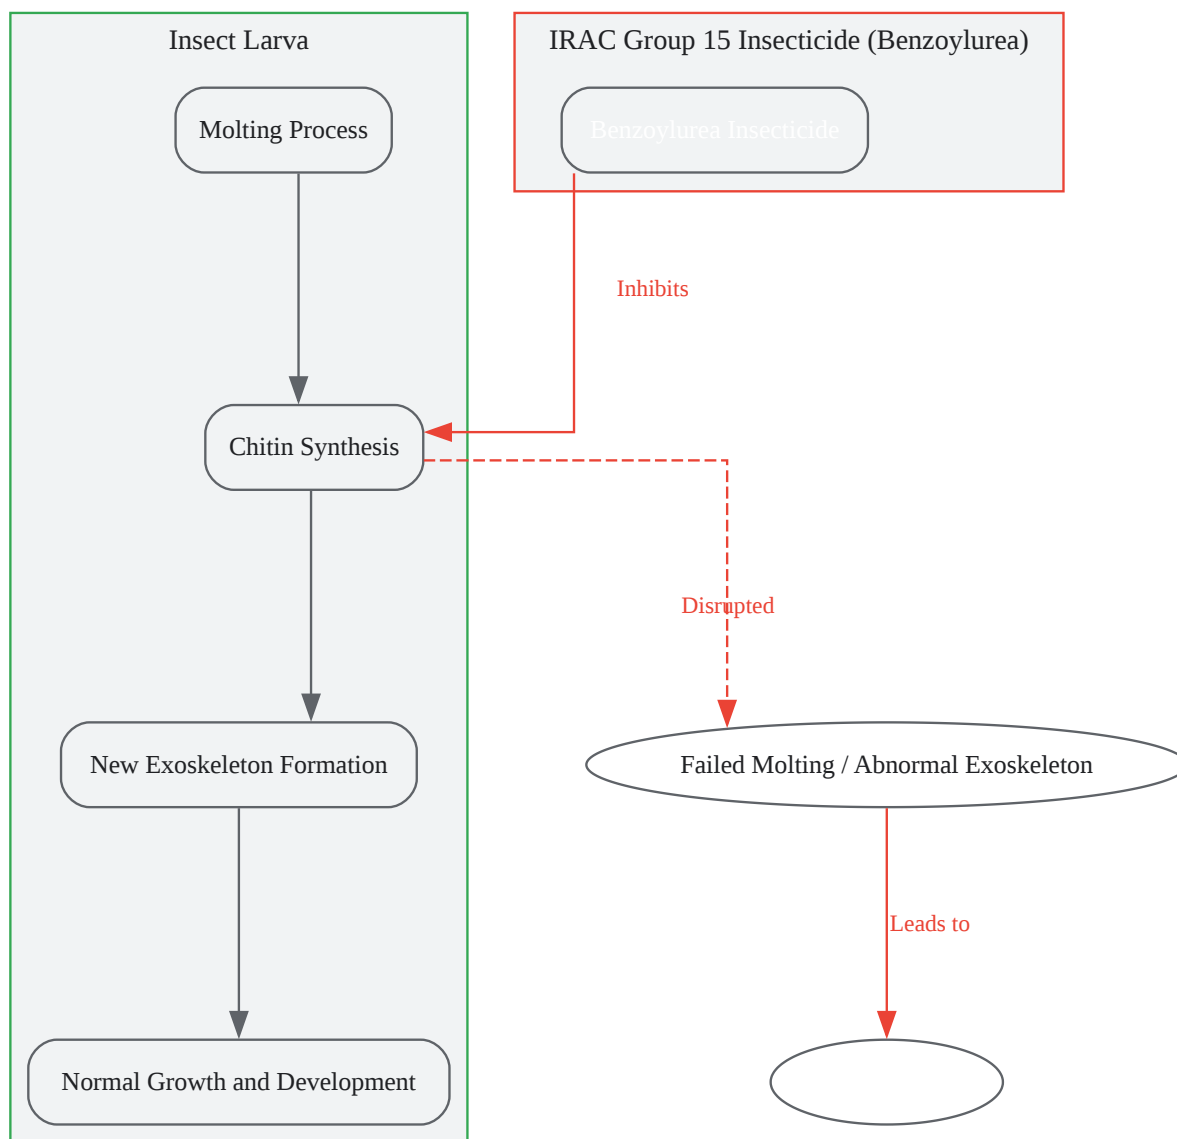 Insect Larva
IRAC Group 15 Insecticide (Benzoylurea)
Molting Process
Benzoylurea Insecticide
Inhibits
Chitin Synthesis
Disrupted
New Exoskeleton Formation
Failed Molting / Abnormal Exoskeleton
Leads to
Normal Growth and Development